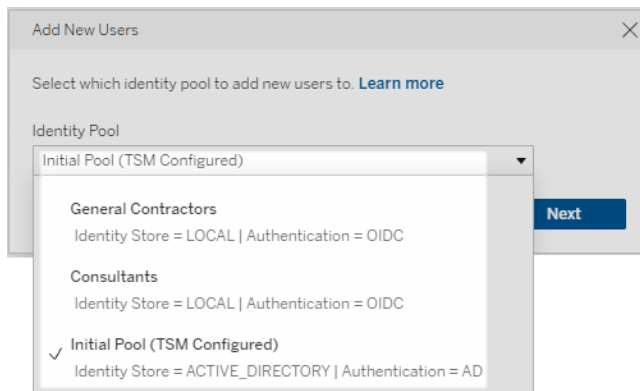 Add New Users
Select which identity pool to add new users to. Learn more
Identity Pool
Initial Pool (TSM Configured)
General Contractors
Identity Store = LOCAL | Authentication = OIDC
Next
Consultants
Identity Store = LOCAL | Authentication = OIDC
Initial Pool (TSM Configured)
Identity Store = ACTIVE_DIRECTORY | Authentication = AD